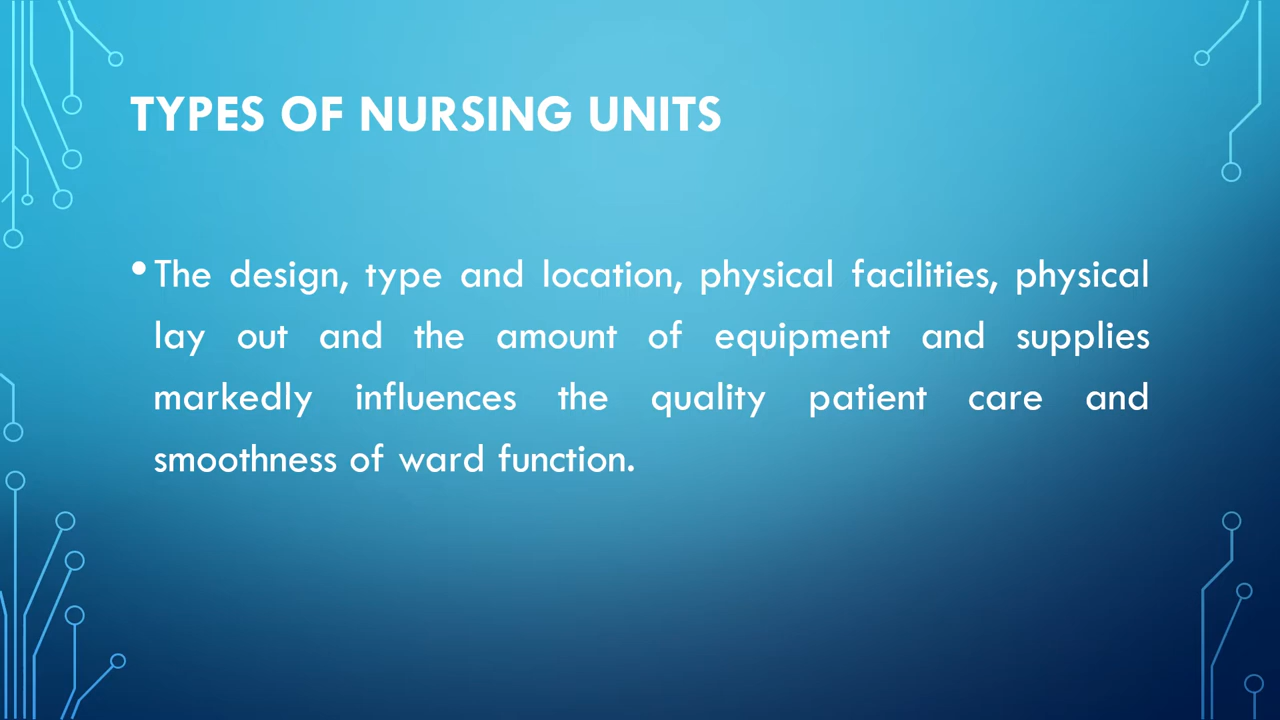 TYPES OF NURSING UNITS
• The design, type and location, physical facilities, physical
lay out and the amount of equipment and supplies
markedly influences the quality patient care and
smoothness of ward function.